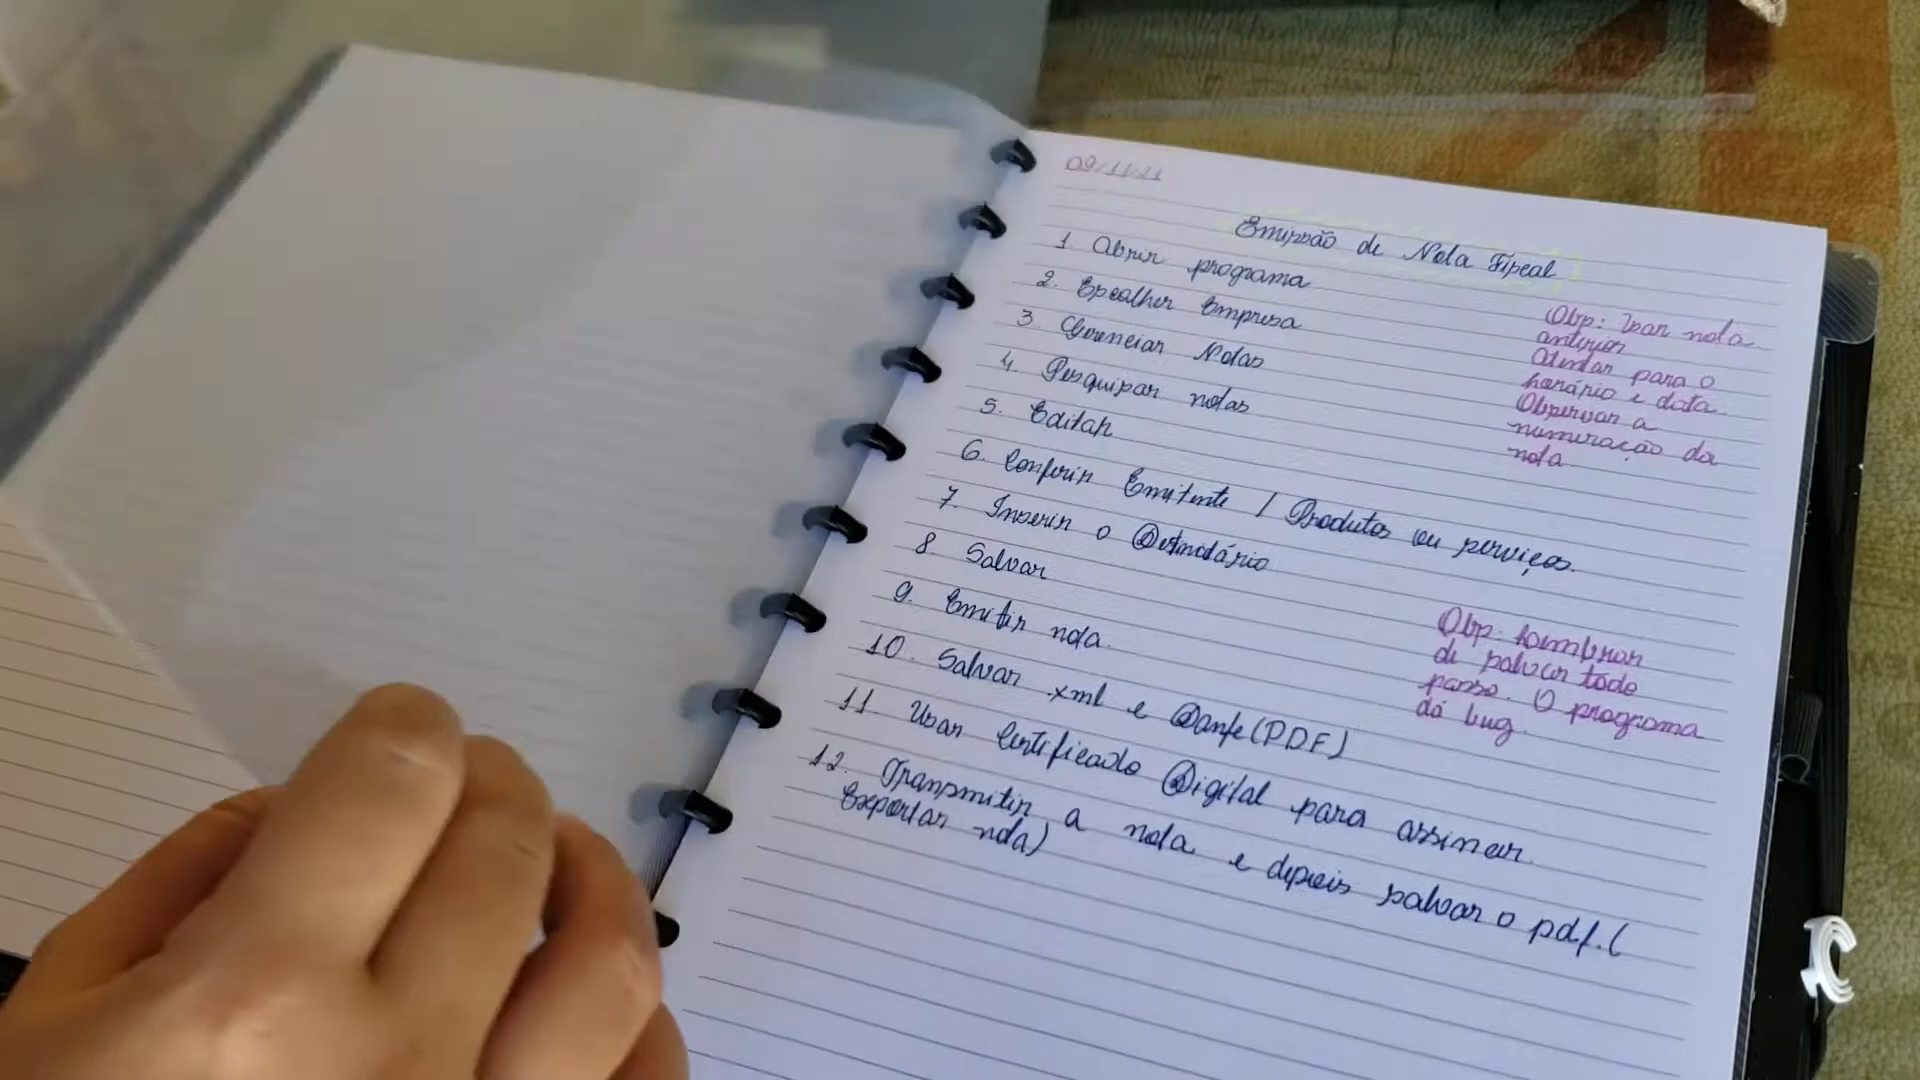 09/11/21
Emissão de Nota Fiscal
1. Abrir programa
2. Escolher Empresa
3. Gerenciar Notas
4. Pesquisar notas
5. Editar
6. Conferir Emitente / Produtos ou serviços.
7. Inserir o Destinatário
8 Salvar
9. Emitir nota.
10. Salvar xml e Danfe (PDF)
11 Usar Certificado Digital para assinar.
12. Transmitir a nota e depois salvar o pdf. (
Exportar nota)
Obs: Usar nota
anterior
Atentar para o
horário e data.
Observar a
numeração da
nota
Obs: Lembrar
de salvar todo
passo. O programa
dá bug.